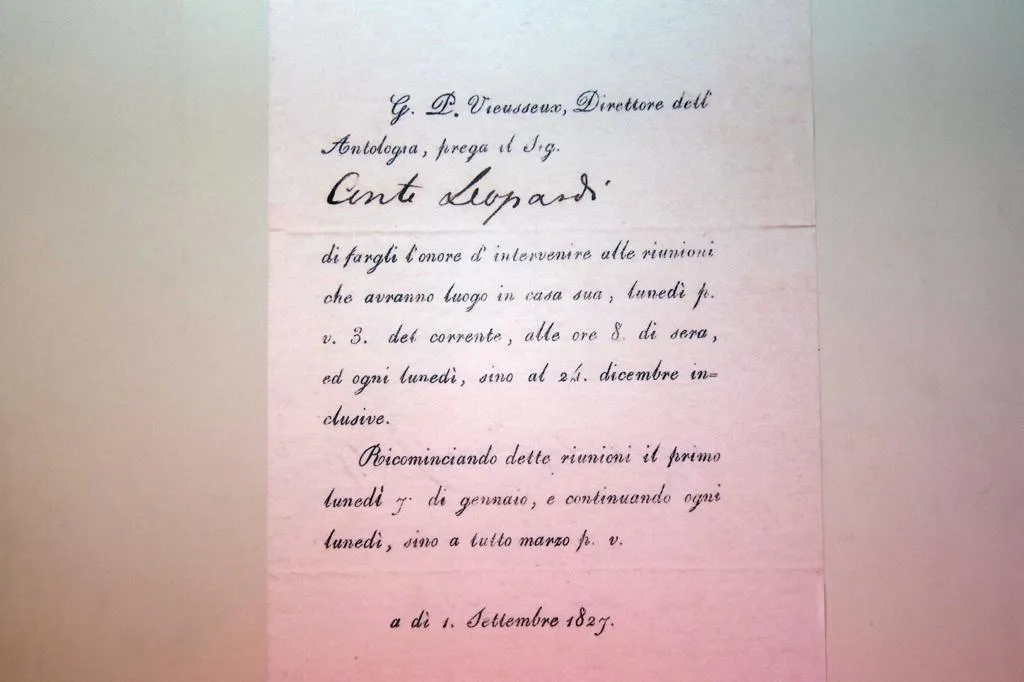 G. P. Vieusseux, Direttore dell'
Antologia, prega il Sig.
Conte Leopardi
di fargli l'onore d'intervenire alle riunioni
che avranno luogo in casa sua, lunedì p.
v. 3. del corrente, alle ore 8. di sera,
ed ogni lunedì, sino al 24. dicembre in=
clusive.
Ricominciando dette riunioni il primo
lunedì 7. di gennaio, e continuando ogni
lunedì, sino a tutto marzo p. v.
a dì 1. Settembre 1827.